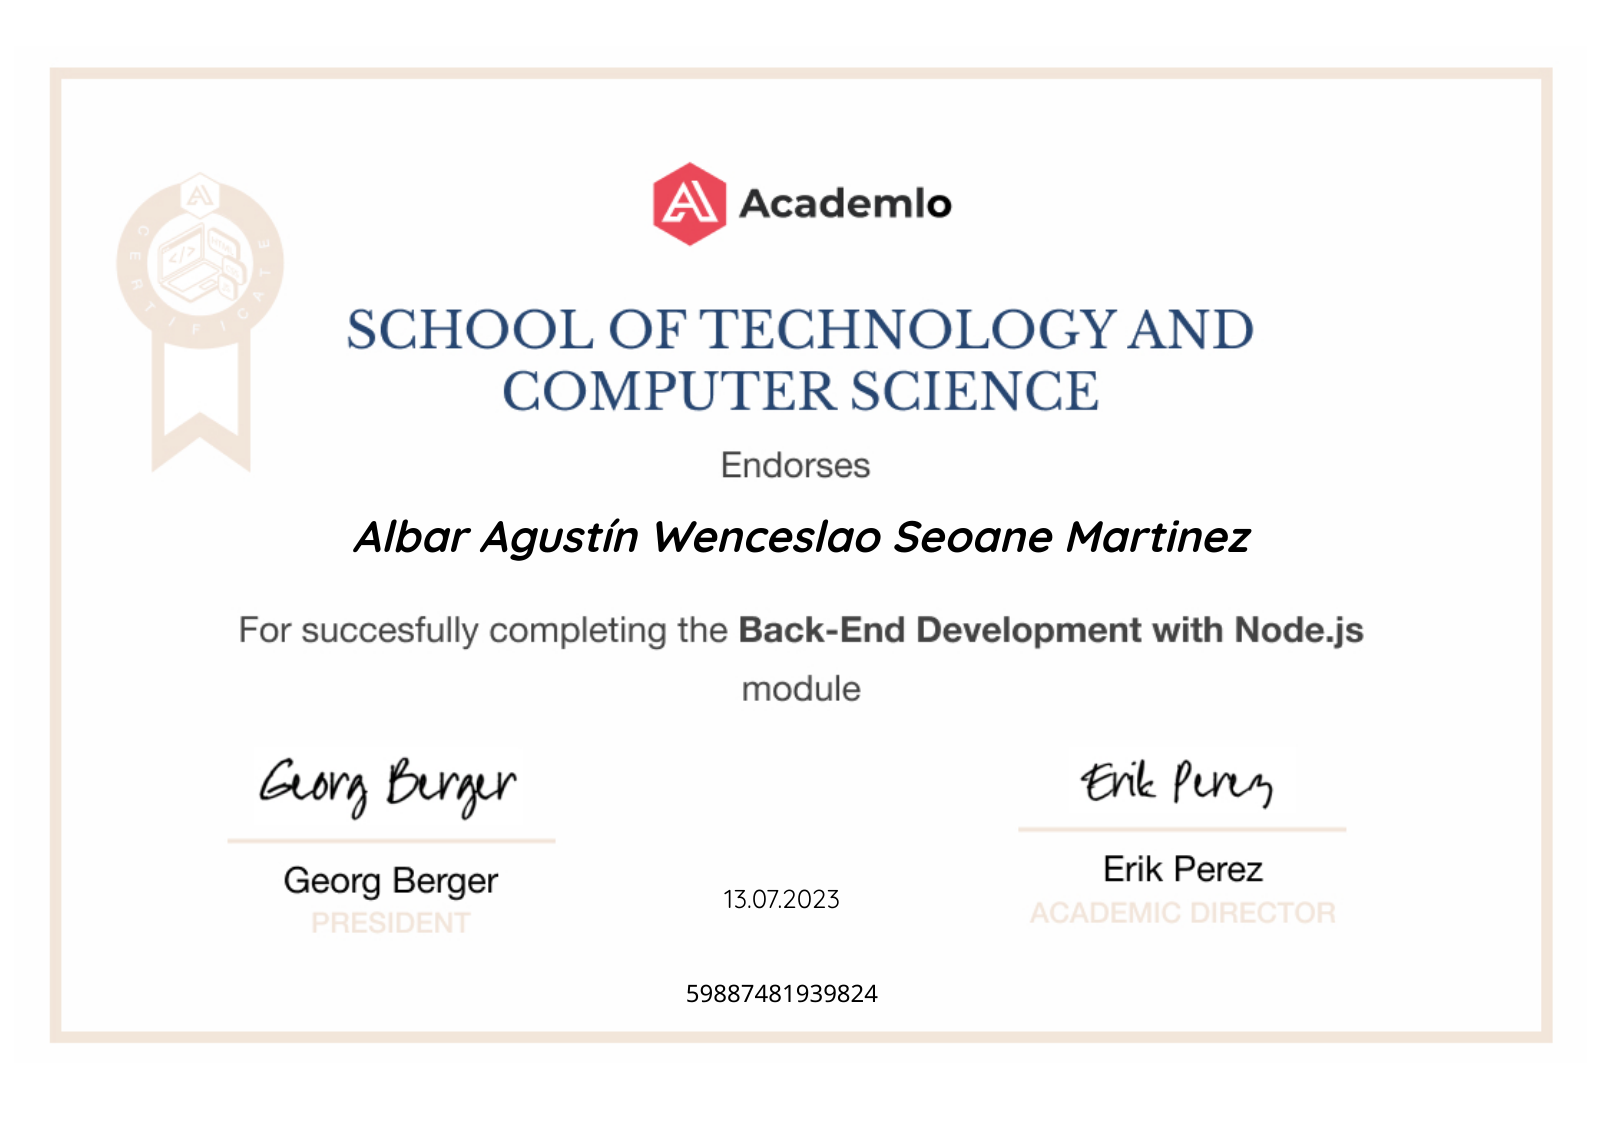 Academlo
CERTIFICATE
SCHOOL OF TECHNOLOGY AND
COMPUTER SCIENCE
Endorses
Albar Agustín Wenceslao Seoane Martinez
For succesfully completing the Back-End Development with Node.js
module
Georg Berger
Erik Perez
Georg Berger
Erik Perez
PRESIDENT
13.07.2023
ACADEMIC DIRECTOR
59887481939824